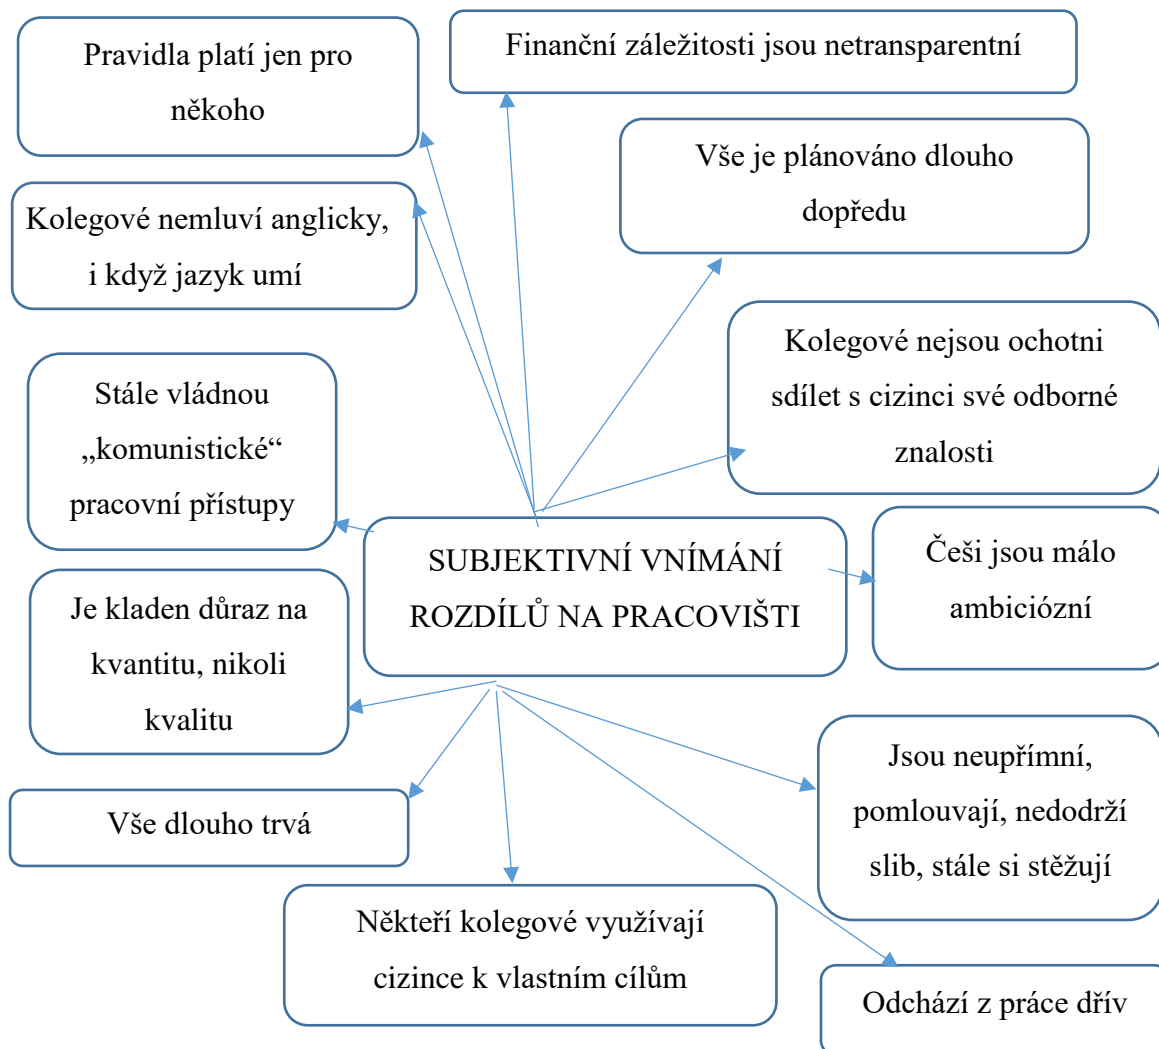 Pravidla platí jen pro
někoho
Finanční záležitosti jsou netransparentní
Vše je plánováno dlouho
dopředu
Kolegové nemluví anglicky,
i když jazyk umí
Kolegové nejsou ochotni
sdílet s cizinci své odborné
znalosti
Stále vládnou
„komunistické“
pracovní přístupy
SUBJEKTIVNÍ VNÍMÁNÍ
ROZDÍLŮ NA PRACOVIŠTI
Češi jsou málo
ambiciózní
Je kladen důraz na
kvantitu, nikoli
kvalitu
Jsou neupřímní,
pomlouvají, nedodrží
slib, stále si stěžují
Vše dlouho trvá
Někteří kolegové využívají
cizince k vlastním cílům
Odchází z práce dřív